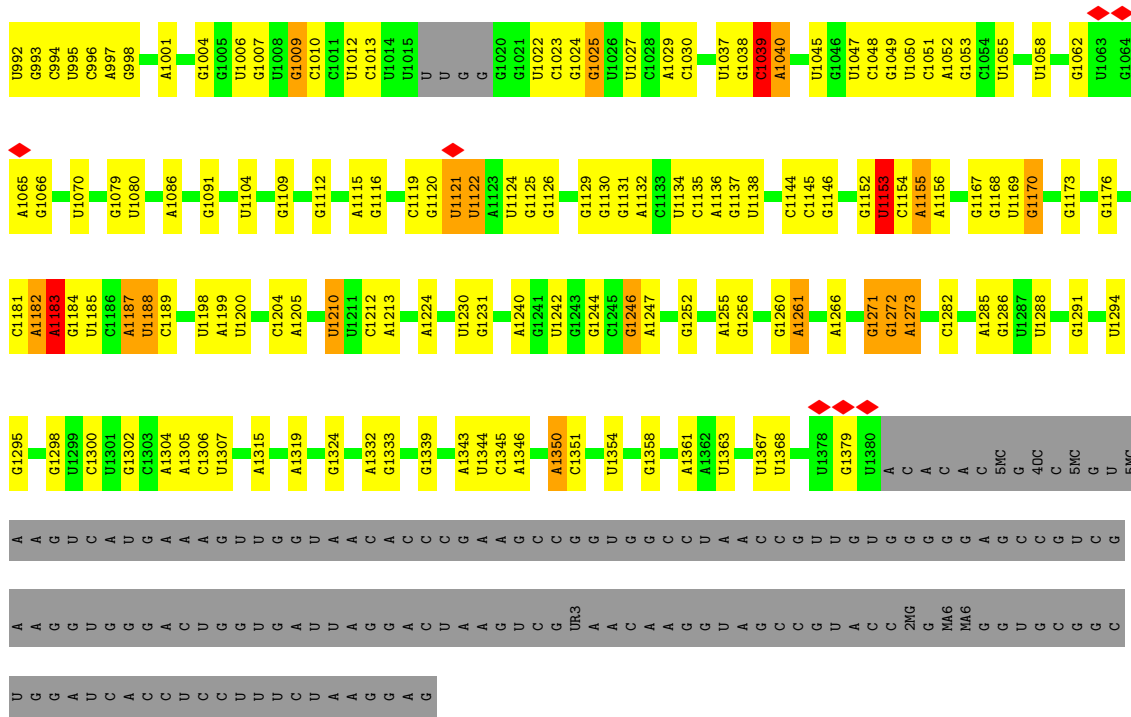 U992 G993 C994 U995 C996 A997 G998 A1001 G1004 G1005 U1006 G1007 U1008 G1009 C1010 C1011 U1012 C1013 U1014 U1015 U U G G G1020 G1021 U1022 C1023 G1024 G1025 U1026 U1027 C1028 A1029 C1030 U1037 G1038 C1039 A1040 U1045 G1046 U1047 C1048 G1049 U1050 C1051 A1052 G1053 C1054 U1055 U1058 G1062 U1063 G1064
A1065 G1066 U1070 G1079 U1080 A1086 G1091 U1104 G1109 G1112 A1115 G1116 C1119 G1120 U1121 U1122 A1123 U1124 G1125 G1126 G1129 G1130 G1131 A1132 C1133 U1134 C1135 A1136 G1137 U1138 C1144 C1145 G1146 G1152 U1153 C1154 A1155 A1156 G1167 G1168 U1169 G1170 G1173 G1176
C1181 A1182 A1183 G1184 U1185 C1186 A1187 U1188 C1189 U1198 A1199 U1200 C1204 A1205 U1210 U1211 C1212 A1213 A1224 U1230 G1231 A1240 G1241 U1242 G1243 G1244 C1245 G1246 A1247 G1252 A1255 G1256 G1260 A1261 A1266 G1271 G1272 A1273 C1282 A1285 G1286 U1287 U1288 G1291 U1294
G1295 G1298 U1299 C1300 U1301 G1302 C1303 A1304 A1305 C1306 U1307 A1315 A1319 G1324 A1332 G1333 G1339 A1343 U1344 C1345 A1346 A1350 C1351 U1354 G1358 A1361 A1362 U1363 U1367 U1368 U1378 G1379 U1380 A C A C A C 5MC G 4OC C 5MC G U 5MC
A A G U C A U G A A A G U U G G U A A C A C C C G A A G C C G G U G G C C U A A C C G U U G U G G G G G A G C C G U C G
A A G G U G G G A C U G G U G A U U A G G A C U A A G U C G UR3 A A C A A G G U A G C C G U A C C 2MG G MA6 MA6 G G U G C G G C
U G G A U C A C C U C C U U U C U A A G G A G